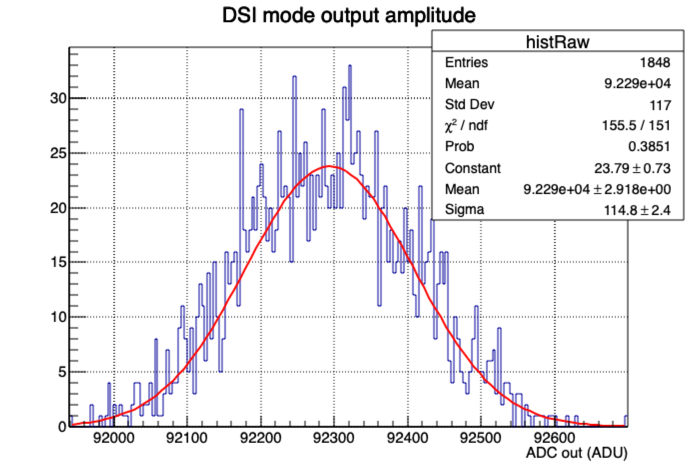 DSI mode output amplitude
histRaw
Entries 1848
Mean 9.229e+04
Std Dev 117
χ² / ndf 155.5 / 151
Prob 0.3851
Constant 23.79 ± 0.73
Mean 9.229e+04 ± 2.918e+00
Sigma 114.8 ± 2.4
30
25
20
15
10
5
0
92000 92100 92200 92300 92400 92500 92600
ADC out (ADU)